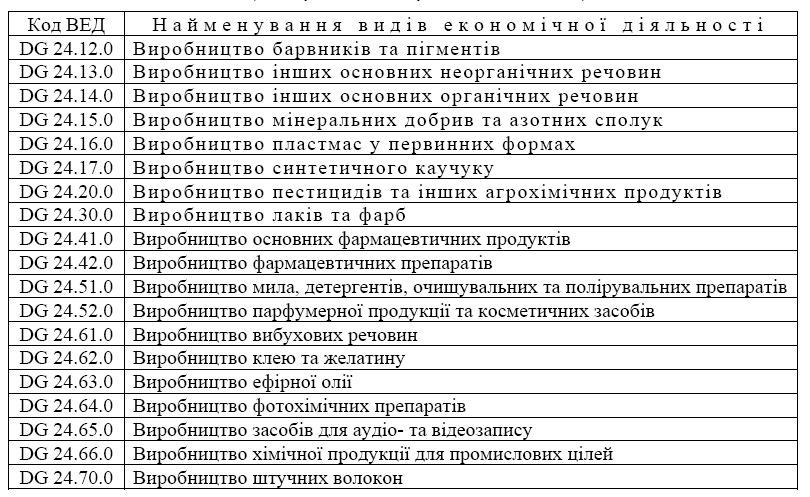 Код ВЕД Найменування видів економічної діяльності
DG 24.12.0 Виробництво барвників та пігментів
DG 24.13.0 Виробництво інших основних неорганічних речовин
DG 24.14.0 Виробництво інших основних органічних речовин
DG 24.15.0 Виробництво мінеральних добрив та азотних сполук
DG 24.16.0 Виробництво пластмас у первинних формах
DG 24.17.0 Виробництво синтетичного каучуку
DG 24.20.0 Виробництво пестицидів та інших агрохімічних продуктів
DG 24.30.0 Виробництво лаків та фарб
DG 24.41.0 Виробництво основних фармацевтичних продуктів
DG 24.42.0 Виробництво фармацевтичних препаратів
DG 24.51.0 Виробництво мила, детергентів, очищувальних та полірувальних препаратів
DG 24.52.0 Виробництво парфумерної продукції та косметичних засобів
DG 24.61.0 Виробництво вибухових речовин
DG 24.62.0 Виробництво клею та желатину
DG 24.63.0 Виробництво ефірної олії
DG 24.64.0 Виробництво фотохімічних препаратів
DG 24.65.0 Виробництво засобів для аудіо- та відеозапису
DG 24.66.0 Виробництво хімічної продукції для промислових цілей
DG 24.70.0 Виробництво штучних волокон